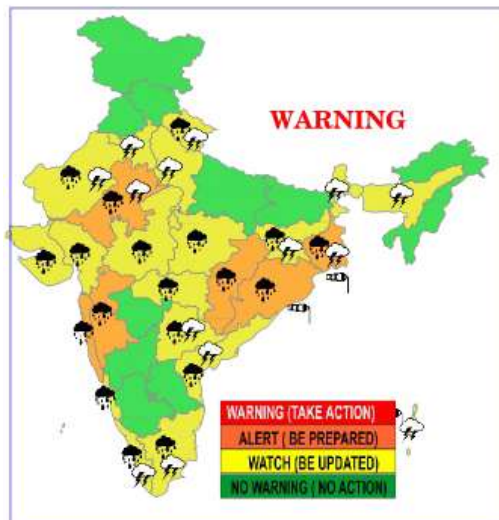 WARNING
WARNING (TAKE ACTION)
ALERT ( BE PREPARED)
WATCH (BE UPDATED)
NO WARNING ( NO ACTION)